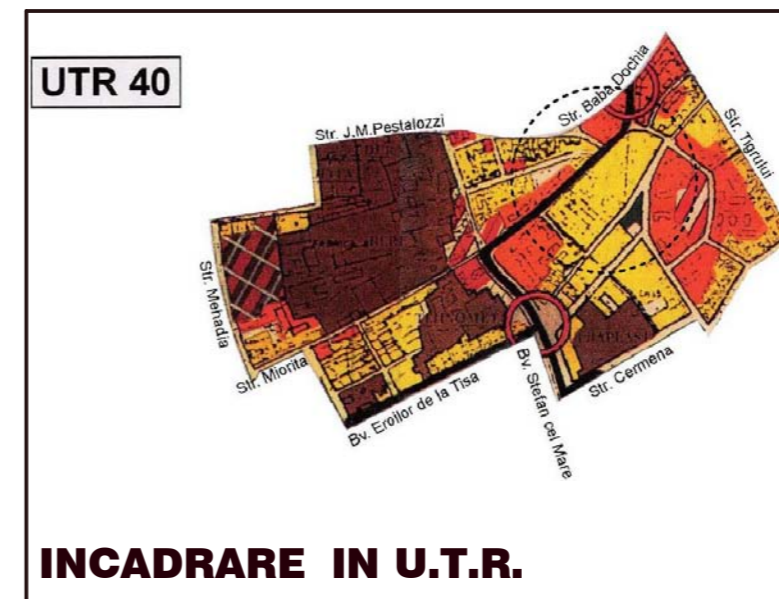 UTR 40
Str. Baba Dochia
Str. J.M.Pestalozzi
Str. Tigrului
Str. Mehadia
Str. Miorita
Bv. Eroilor de la Tisa
Bv. Stefan cel Mare
Str. Cermena
INCADRARE IN U.T.R.